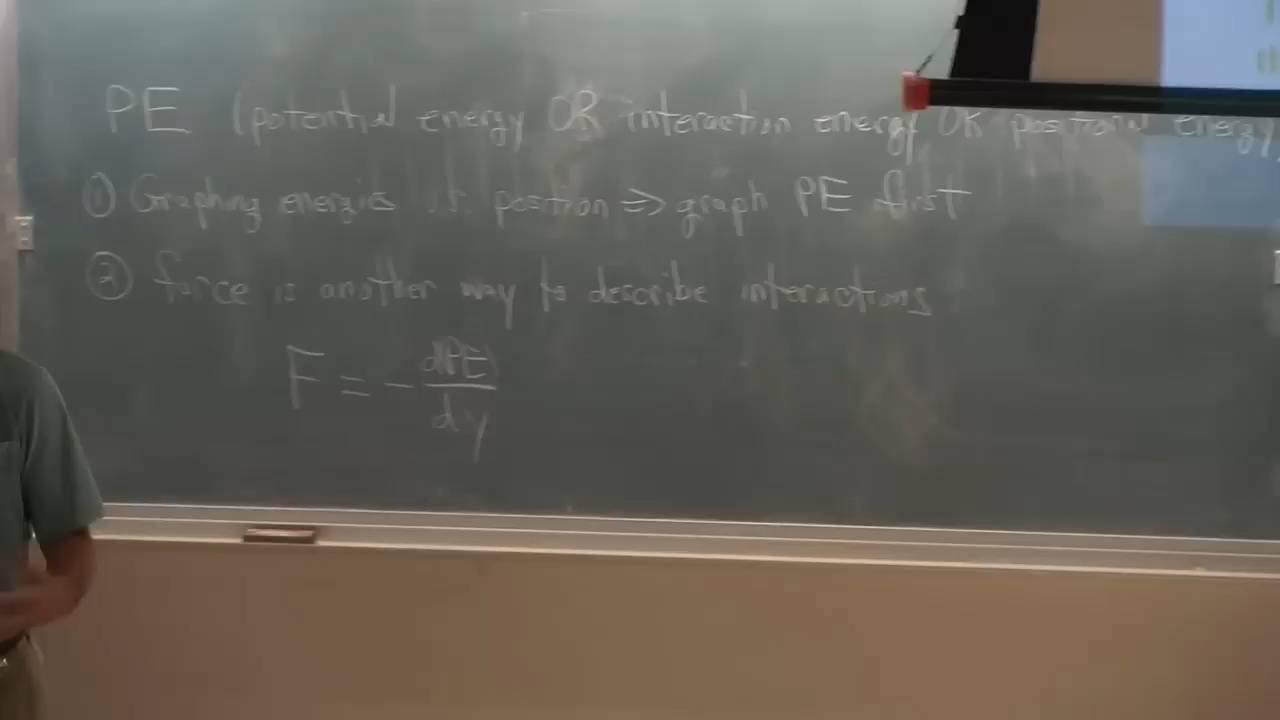 PE (potential energy OR interaction energy OR positional energy
① Graphing energies vs. position => graph PE first
② force is another way to describe interactions
F = - d(PE)
dy